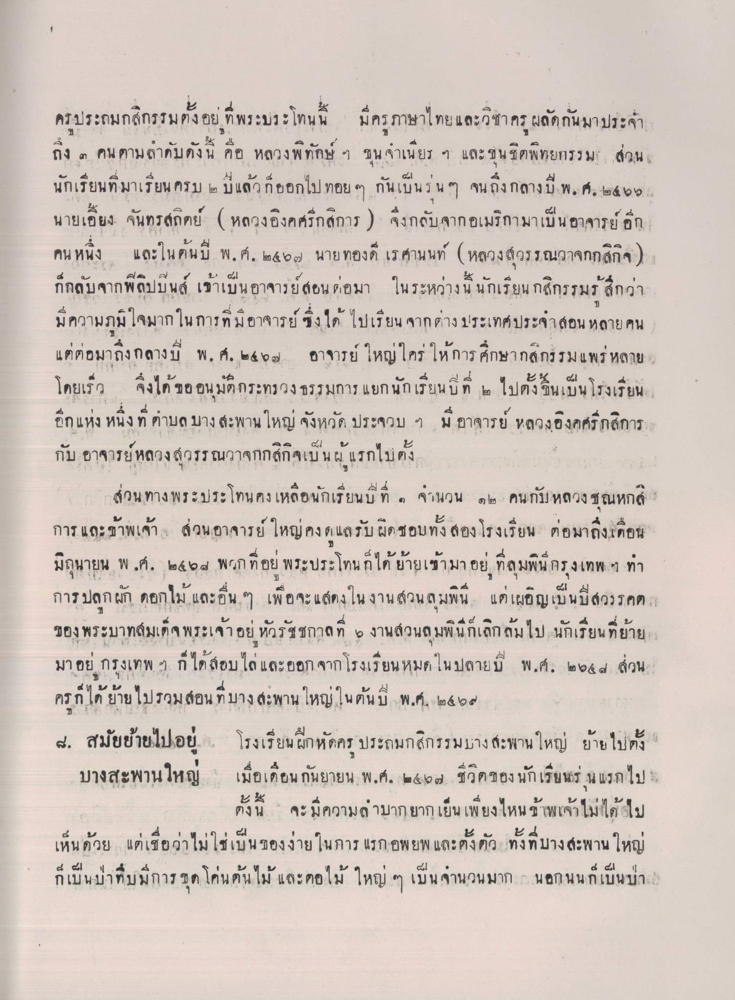 ครูประถมกสิกรรมตั้งอยู่ที่พระประโทนนี้ มีครูภาษาไทยและวิชาครูผลัดกันมาประจำ
ถึง ๓ คนตามลำดับดังนี้ คือ หลวงพิทักษ์ ฯ ขุนจำเนียร ฯ และขุนชิตพิทยกรรม ส่วน
นักเรียนที่มาเรียนครบ ๒ ปีแล้วก็ออกไปทอยๆ กันเป็นรุ่นๆ จนถึงกลางปี พ.ศ. ๒๔๖๖
นายเอี้ยง จันทรสถิตย์ (หลวงอิงคศรีกสิการ) จึงกลับจากอเมริกามาเป็นอาจารย์อีก
คนหนึ่ง และในต้นปี พ.ศ. ๒๔๖๗ นายทองดี เรศานนท์ (หลวงสุวรรณวาจกกสิกิจ)
ก็กลับจากฟิลิปปินส์ เข้าเป็นอาจารย์สอนต่อมา ในระหว่างนี้นักเรียนกสิกรรมรู้สึกว่า
มีความภูมิใจมากในการที่มีอาจารย์ซึ่งได้ไปเรียนจากต่างประเทศประจำสอนหลายคน
แต่ต่อมาถึงกลางปี พ.ศ. ๒๔๖๗ อาจารย์ใหญ่ใคร่ให้การศึกษากสิกรรมแพร่หลาย
โดยเร็ว จึงได้ขออนุมัติกระทรวงธรรมการแยกนักเรียนปีที่ ๒ ไปตั้งขึ้นเป็นโรงเรียน
อีกแห่งหนึ่งที่ตำบลบางสะพานใหญ่ จังหวัดประจวบ ฯ มีอาจารย์ หลวงอิงคศรีกสิการ
กับ อาจารย์หลวงสุวรรณวาจกกสิกิจเป็นผู้แรกไปตั้ง
ส่วนทางพระประโทนคงเหลือนักเรียนปีที่ ๑ จำนวน ๑๒ คนกับหลวงชุณหกสิ
การและข้าพเจ้า ส่วนอาจารย์ใหญ่คงดูแลรับผิดชอบทั้งสองโรงเรียน ต่อมาถึงเดือน
มิถุนายน พ.ศ. ๒๔๖๘ พวกที่อยู่พระประโทนก็ได้ย้ายเข้ามาอยู่ที่ลุมพินีกรุงเทพ ฯ ทำ
การปลูกผัก ดอกไม้ และอื่น ๆ เพื่อจะแสดงในงานสวนลุมพินี แต่เผอิญเป็นปีสวรรคต
ของพระบาทสมเด็จพระเจ้าอยู่หัวรัชชกาลที่ ๖ งานสวนลุมพินีก็เลิกล้มไป นักเรียนที่ย้าย
มาอยู่กรุงเทพ ฯ ก็ได้สอบไล่และออกจากโรงเรียนหมดในปลายปี พ.ศ. ๒๖๔๘ ส่วน
ครูก็ได้ย้ายไปรวมสอนที่บางสะพานใหญ่ในต้นปี พ.ศ. ๒๔๖๙
๘. สมัยย้ายไปอยู่ โรงเรียนฝึกหัดครูประถมกสิกรรมบางสะพานใหญ่ ย้ายไปตั้ง
บางสะพานใหญ่ เมื่อเดือนกันยายน พ.ศ. ๒๔๖๗ ชีวิตของนักเรียนรุ่นแรกไป
ตั้งนี้ จะมีความลำบากยากเย็นเพียงไหนข้าพเจ้าไม่ได้ไป
เห็นด้วย แต่เชื่อว่าไม่ใช่เป็นของง่ายในการแรกอพยพและตั้งตัว ทั้งที่บางสะพานใหญ่
ก็เป็นป่าทึบมีการขุดโค่นต้นไม้ และตอไม้ ใหญ่ ๆ เป็นจำนวนมาก นอกนนก็เป็นป่า